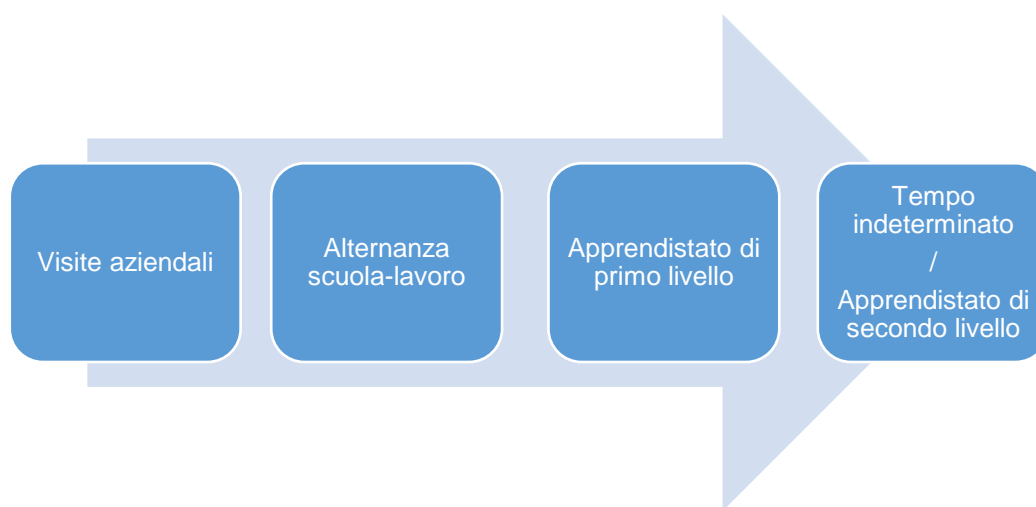 Visite aziendali
Alternanza
scuola-lavoro
Apprendistato di
primo livello
Tempo
indeterminato
/
Apprendistato di
secondo livello